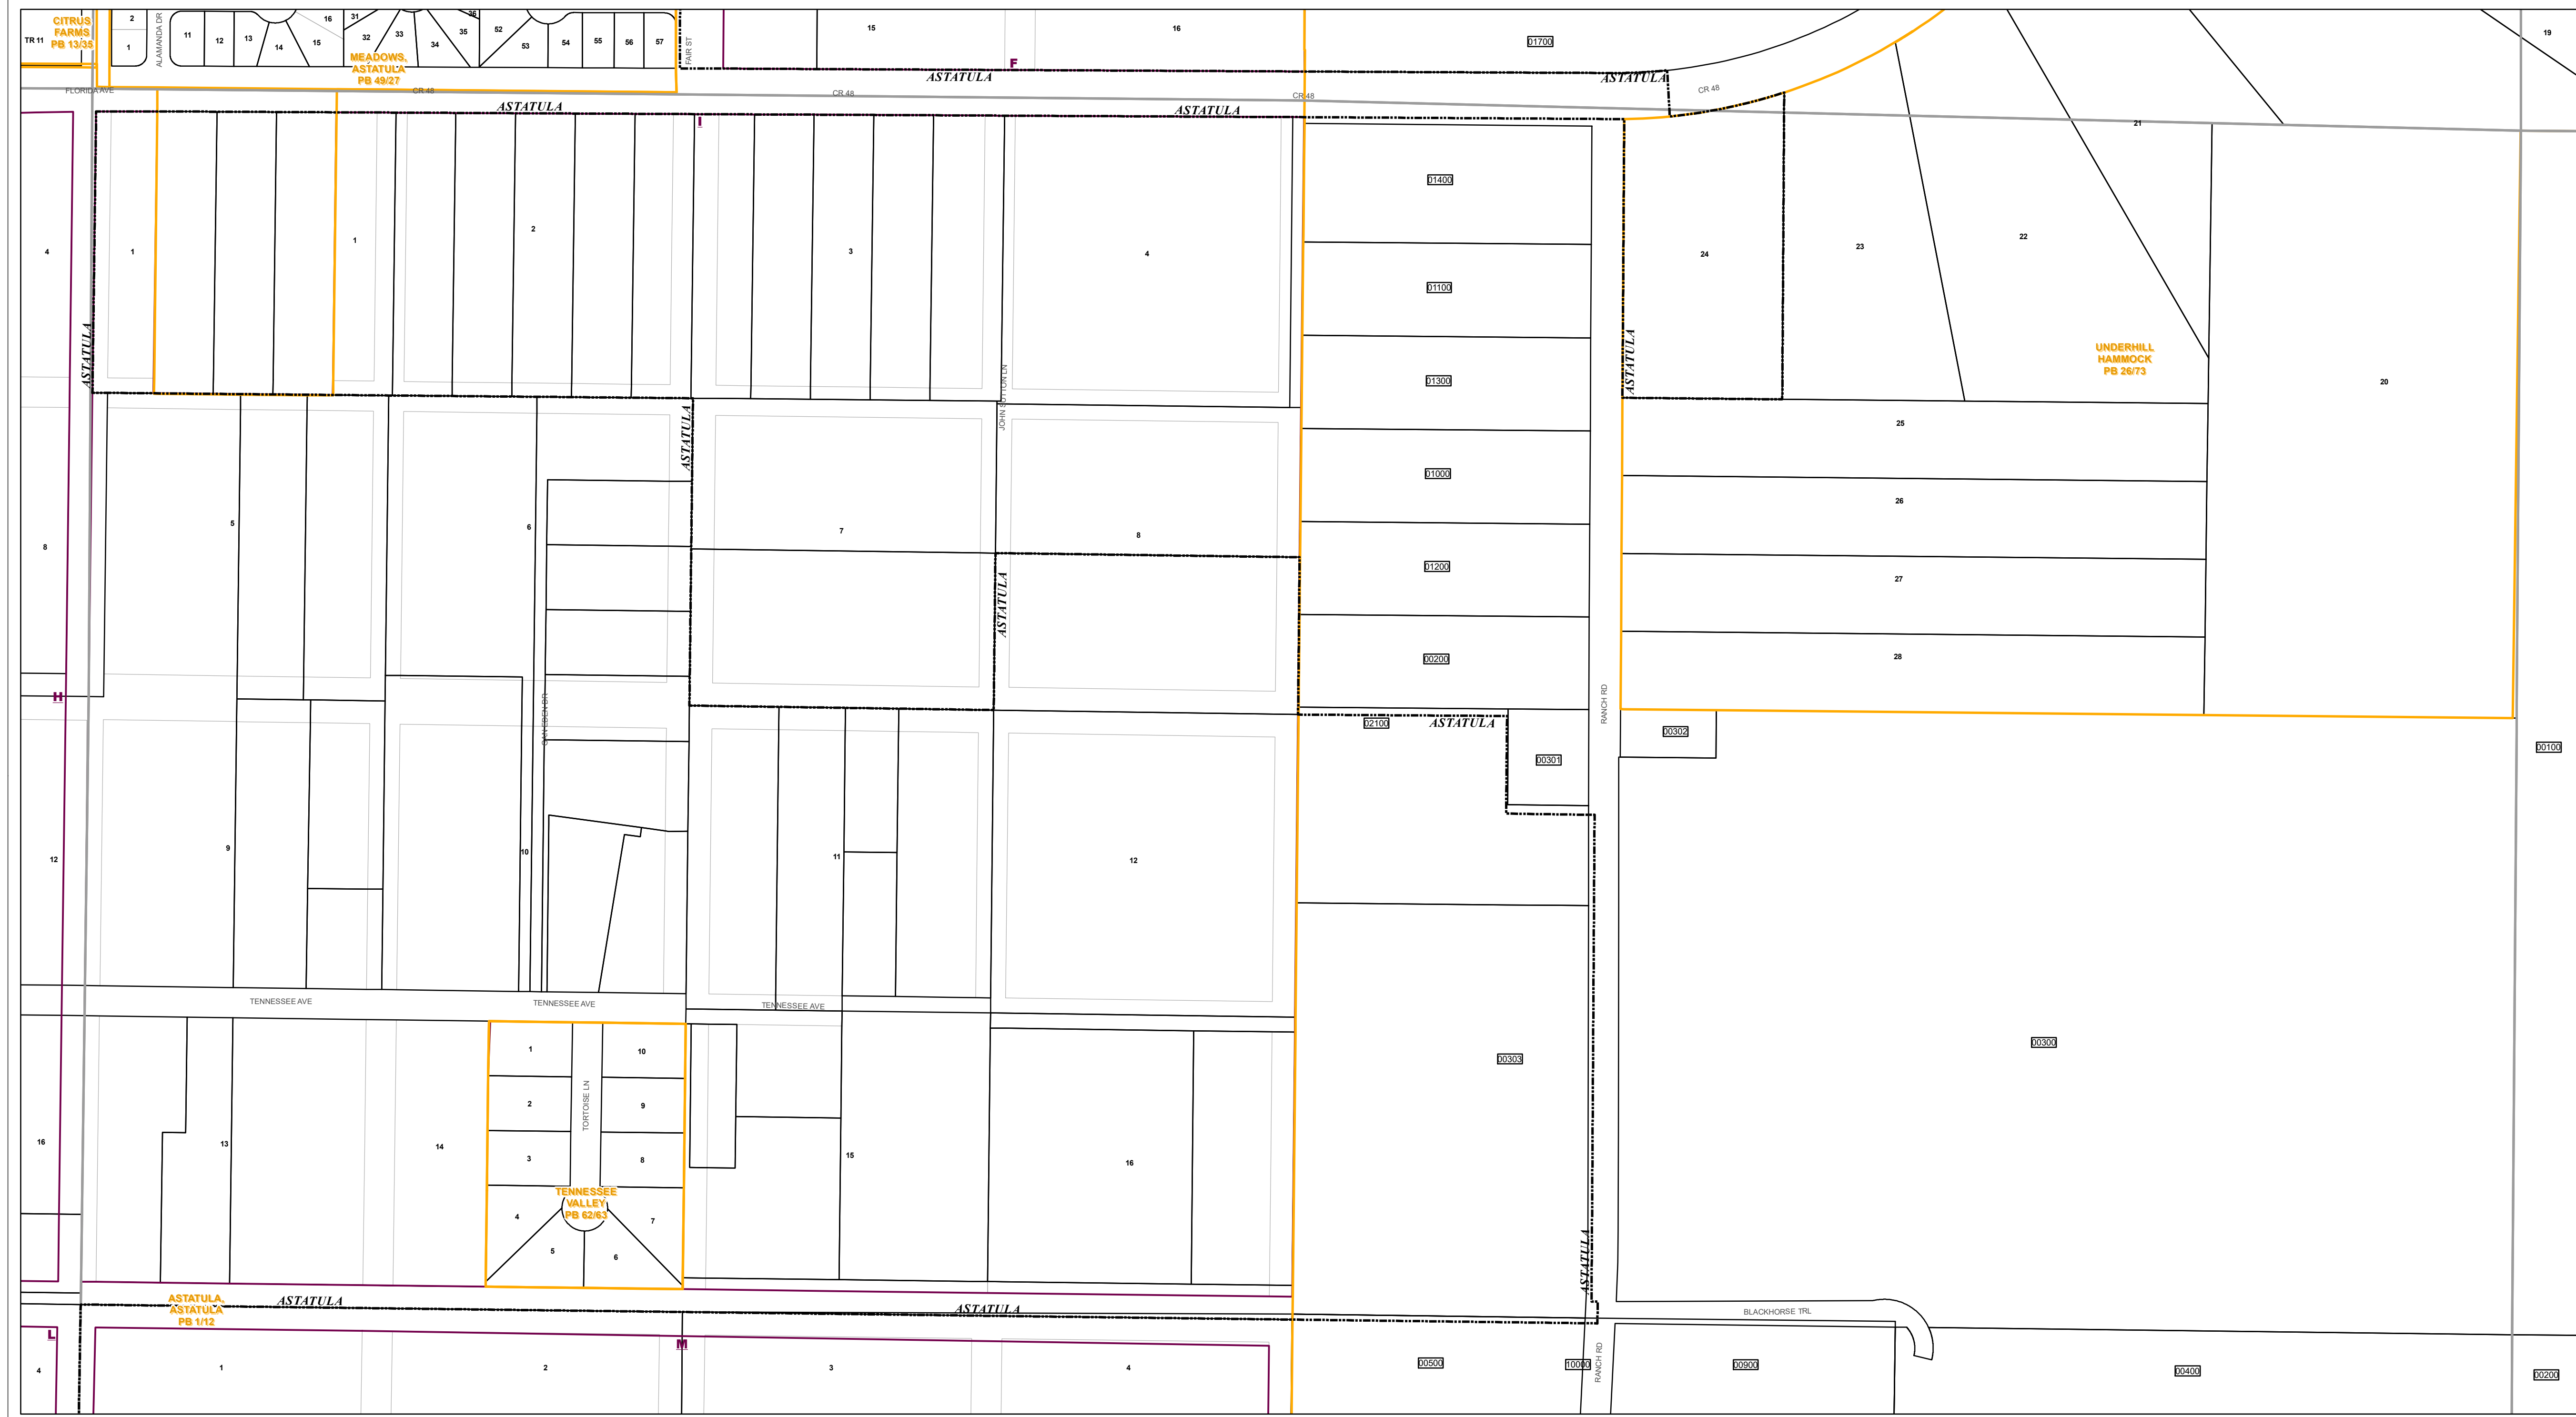 CITRUS
FARMS
PB 13/35
TR 11
2
1
ALAMANDA DR
11
12
13
14
15
16
31
32
33
34
35
36
52
53
54
55
56
57
FAIR ST
MEADOWS,
ASTATULA
PB 49/27
15
16
F
01700
19
ASTATULA
ASTATULA
FLORIDA AVE
CR 48
CR 48
CR 48
CR 48
ASTATULA
ASTATULA
I
21
4
1
1
2
3
4
01400
01100
01300
01000
01200
00200
24
23
22
20
UNDERHILL
HAMMOCK
PB 26/73
ASTATULA
ASTATULA
ASTATULA
JOHN SUTTON LN
25
26
27
28
8
5
6
7
8
ASTATULA
H
RANCH RD
02100
ASTATULA
00301
00302
00100
12
9
10
11
12
TENNESSEE AVE
TENNESSEE AVE
TENNESSEE AVE
00303
00300
1
10
2
9
3
8
4
7
5
6
TORTOISE LN
TENNESSEE
VALLEY
PB 62/63
16
13
14
15
16
ASTATULA
ASTATULA,
ASTATULA
PB 1/12
ASTATULA
ASTATULA
BLACKHORSE TRL
L
M
4
1
2
3
4
00500
10000
RANCH RD
00900
00400
00200